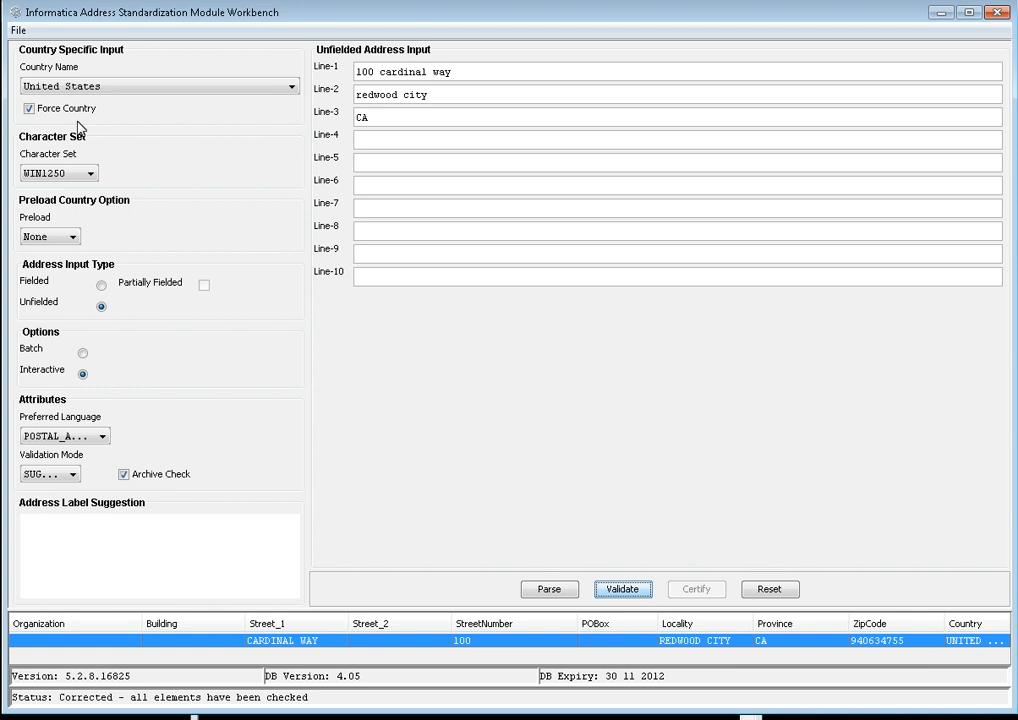 Informatica Address Standardization Module Workbench
File
Country Specific Input
Country Name
United States
Force Country
Character Set
Character Set
WIN1250
Preload Country Option
Preload
None
Address Input Type
Fielded
Partially Fielded
Unfielded
Options
Batch
Interactive
Attributes
Preferred Language
POSTAL_A...
Validation Mode
SUG...
Archive Check
Address Label Suggestion
Unfielded Address Input
Line-1 100 cardinal way
Line-2 redwood city
Line-3 CA
Line-4
Line-5
Line-6
Line-7
Line-8
Line-9
Line-10
Parse Validate Certify Reset
Organization Building Street_1 Street_2 StreetNumber POBox Locality Province ZipCode Country
CARDINAL WAY 100 REDWOOD CITY CA 940634755 UNITED ...
Version: 5.2.8.16825 DB Version: 4.05 DB Expiry: 30 11 2012
Status: Corrected - all elements have been checked